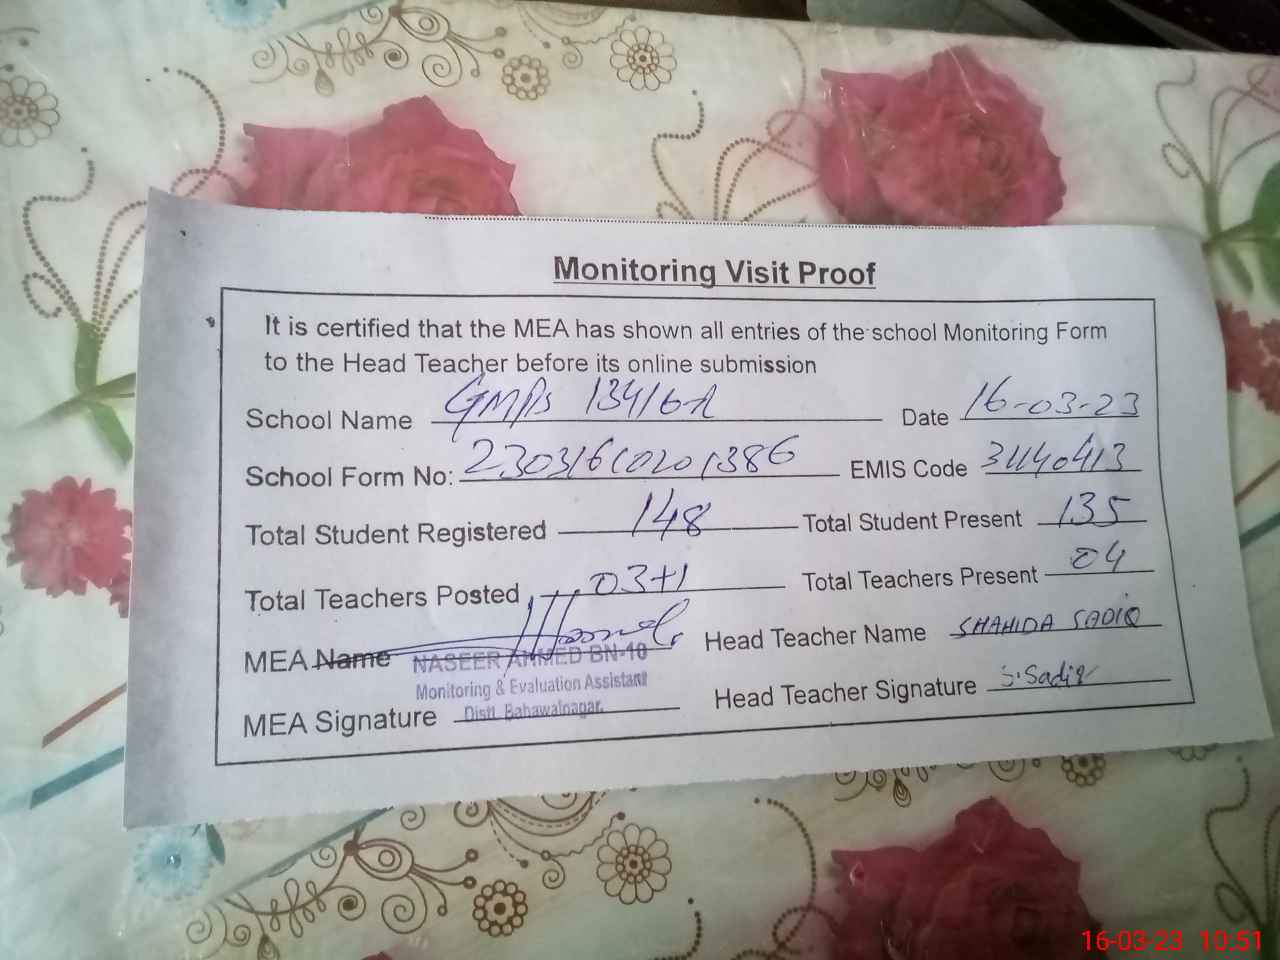 Monitoring Visit Proof
It is certified that the MEA has shown all entries of the school Monitoring Form
to the Head Teacher before its online submission
School Name GMPS 134/6-R Date 16-03-23
School Form No: 23031610201386 EMIS Code 31140413
Total Student Registered 148 Total Student Present 135
Total Teachers Posted 03+1 Total Teachers Present 04
MEA Name NASEER AHMED BN-10 Head Teacher Name SHAHIDA SADIQ
Monitoring & Evaluation Assistant
MEA Signature Distt. Bahawalnagar. Head Teacher Signature S.Sadiq
16-03-23 10:51